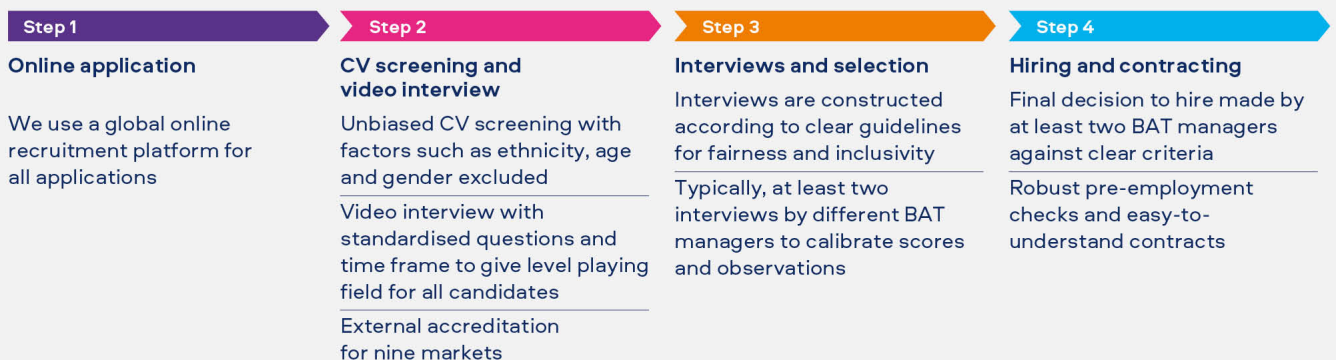 Step 1
Online application
We use a global online
recruitment platform for
all applications
Step 2
CV screening and
video interview
Unbiased CV screening with
factors such as ethnicity, age
and gender excluded
Video interview with
standardised questions and
time frame to give level playing
field for all candidates
External accreditation
for nine markets
Step 3
Interviews and selection
Interviews are constructed
according to clear guidelines
for fairness and inclusivity
Typically, at least two
interviews by different BAT
managers to calibrate scores
and observations
Step 4
Hiring and contracting
Final decision to hire made by
at least two BAT managers
against clear criteria
Robust pre-employment
checks and easy-to-
understand contracts